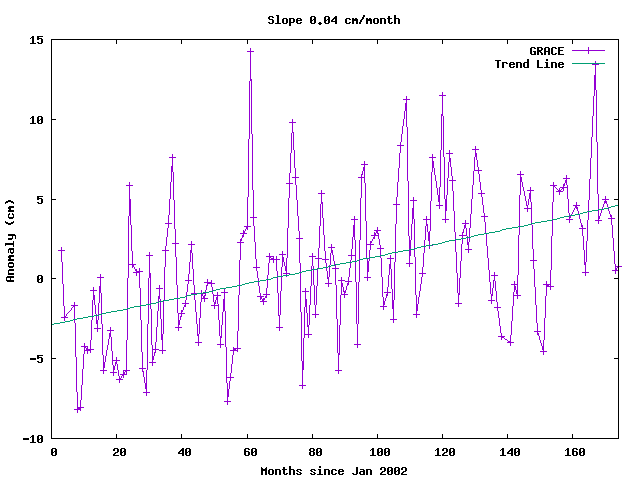 Slope 0.04 cm/month
GRACE
Trend Line
15
10
5
0
-5
-10
Anomaly (cm)
0 20 40 60 80 100 120 140 160
Months since Jan 2002